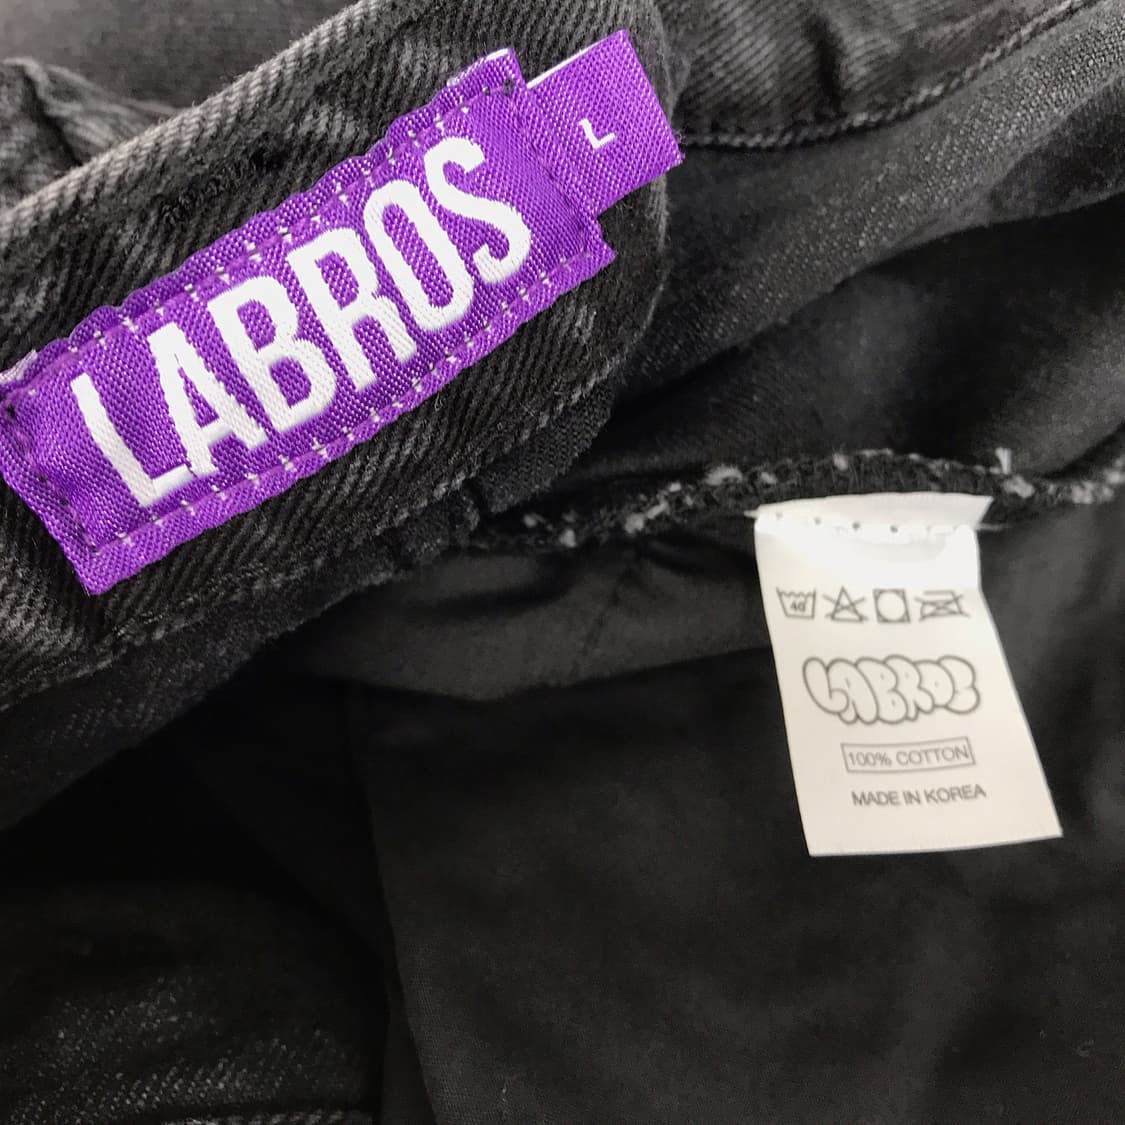 LABROS
L
40
LABROS
100% COTTON
MADE IN KOREA